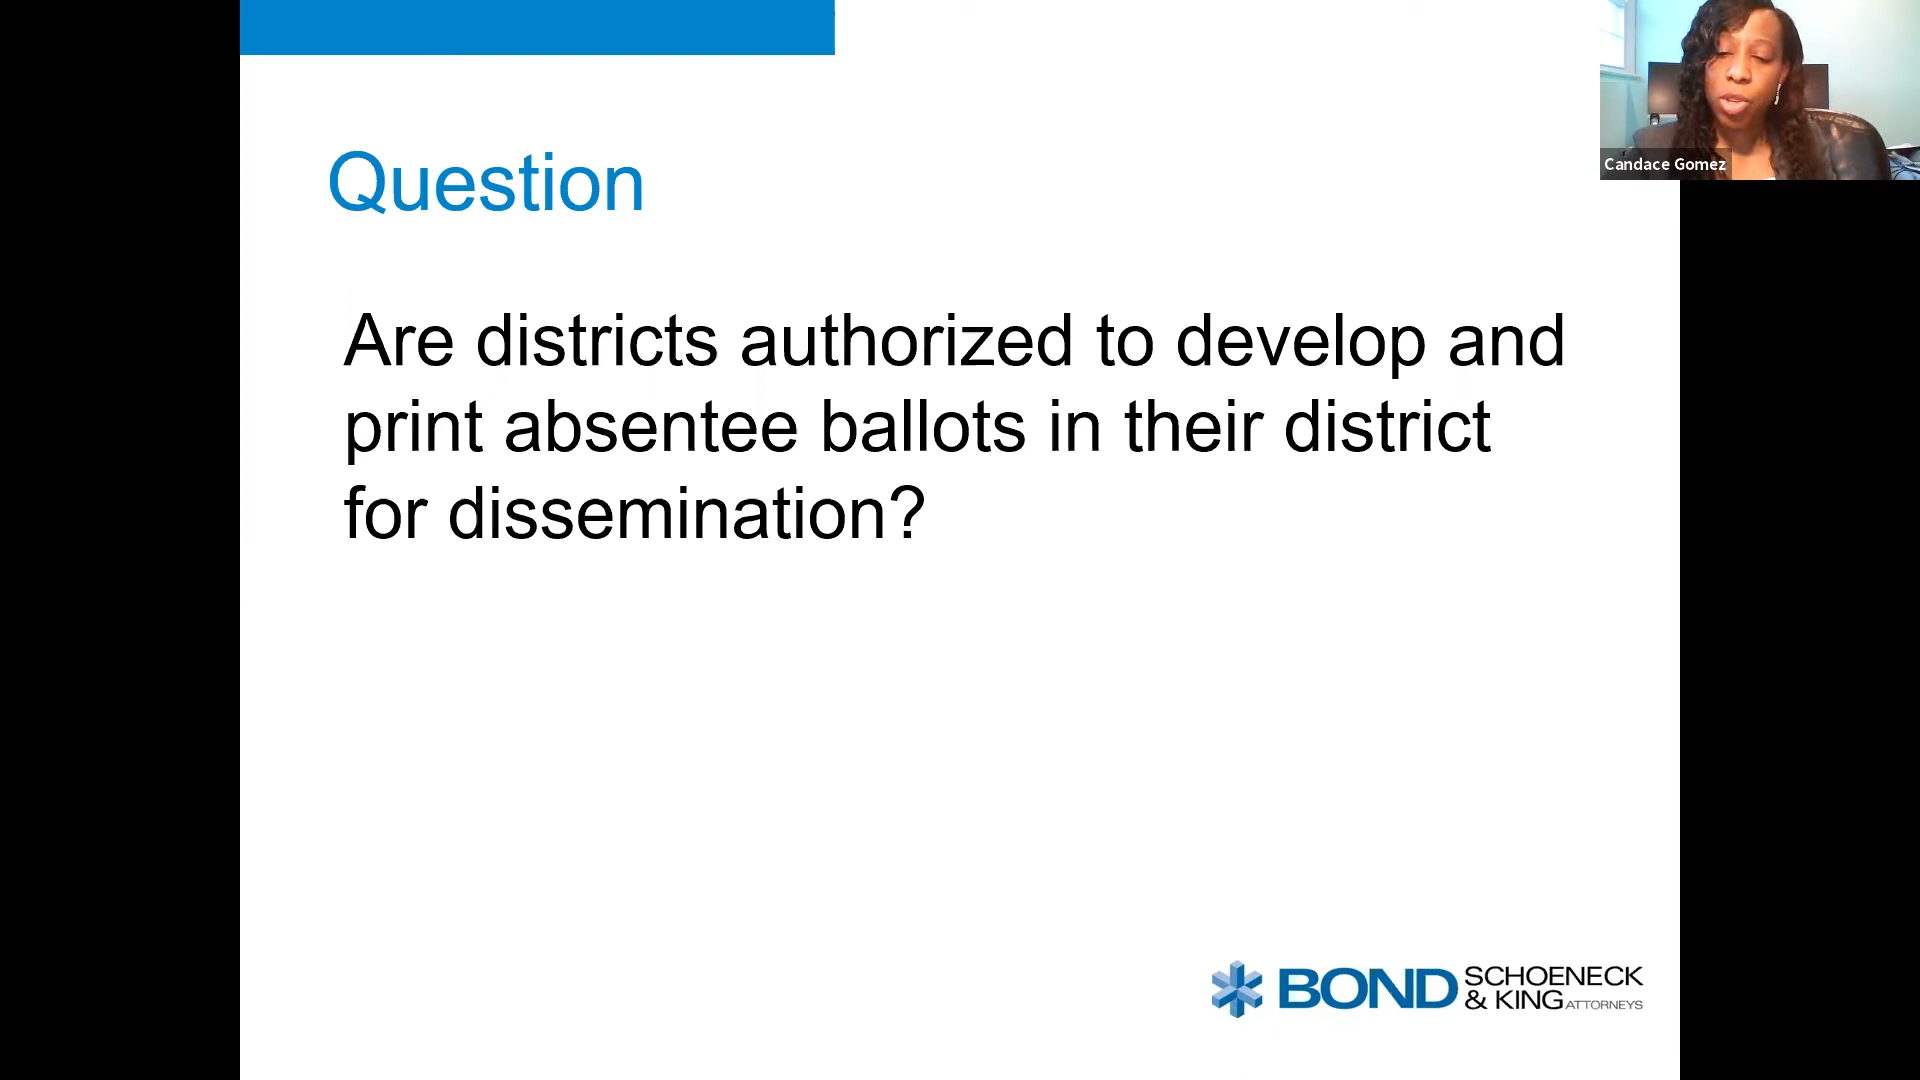 Question
Are districts authorized to develop and
print absentee ballots in their district
for dissemination?
Candace Gomez
BOND SCHOENECK
& KING ATTORNEYS